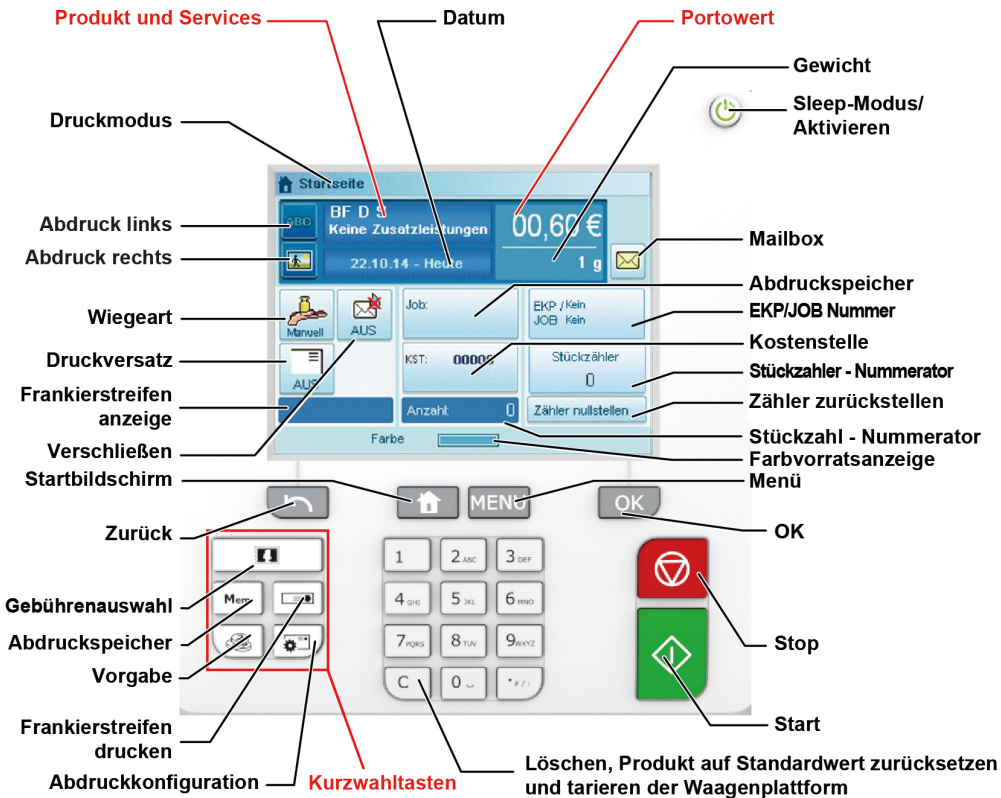 Produkt und Services
Datum
Portowert
Gewicht
Sleep-Modus/
Aktivieren
Druckmodus
Startseite
Abdruck links
ABC
BF D S
Keine Zusatzleistungen
00,60 €
Abdruck rechts
22.10.14 - Heute
1 g
Mailbox
Abdruckspeicher
Wiegeart
Manuell
AUS
Job:
EKP / Kein
JOB Kein
EKP/JOB Nummer
Kostenstelle
Druckversatz
AUS
KST: 00000
Stückzähler
0
Stückzahler - Nummerator
Frankierstreifen
anzeige
Anzahl: 0
Zähler nullstellen
Zähler zurückstellen
Verschließen
Farbe
Stückzahl - Nummerator
Farbvorratsanzeige
Startbildschirm
Menü
MENU
OK
Zurück
OK
1
2 ABC
3 DEF
Gebührenauswahl
Mem
4 GHI
5 JKL
6 MNO
Abdruckspeicher
7 PQRS
8 TUV
9 WXYZ
Stop
Vorgabe
C
0
Start
Frankierstreifen
drucken
Abdruckkonfiguration
Kurzwahltasten
Löschen, Produkt auf Standardwert zurücksetzen
und tarieren der Waagenplattform